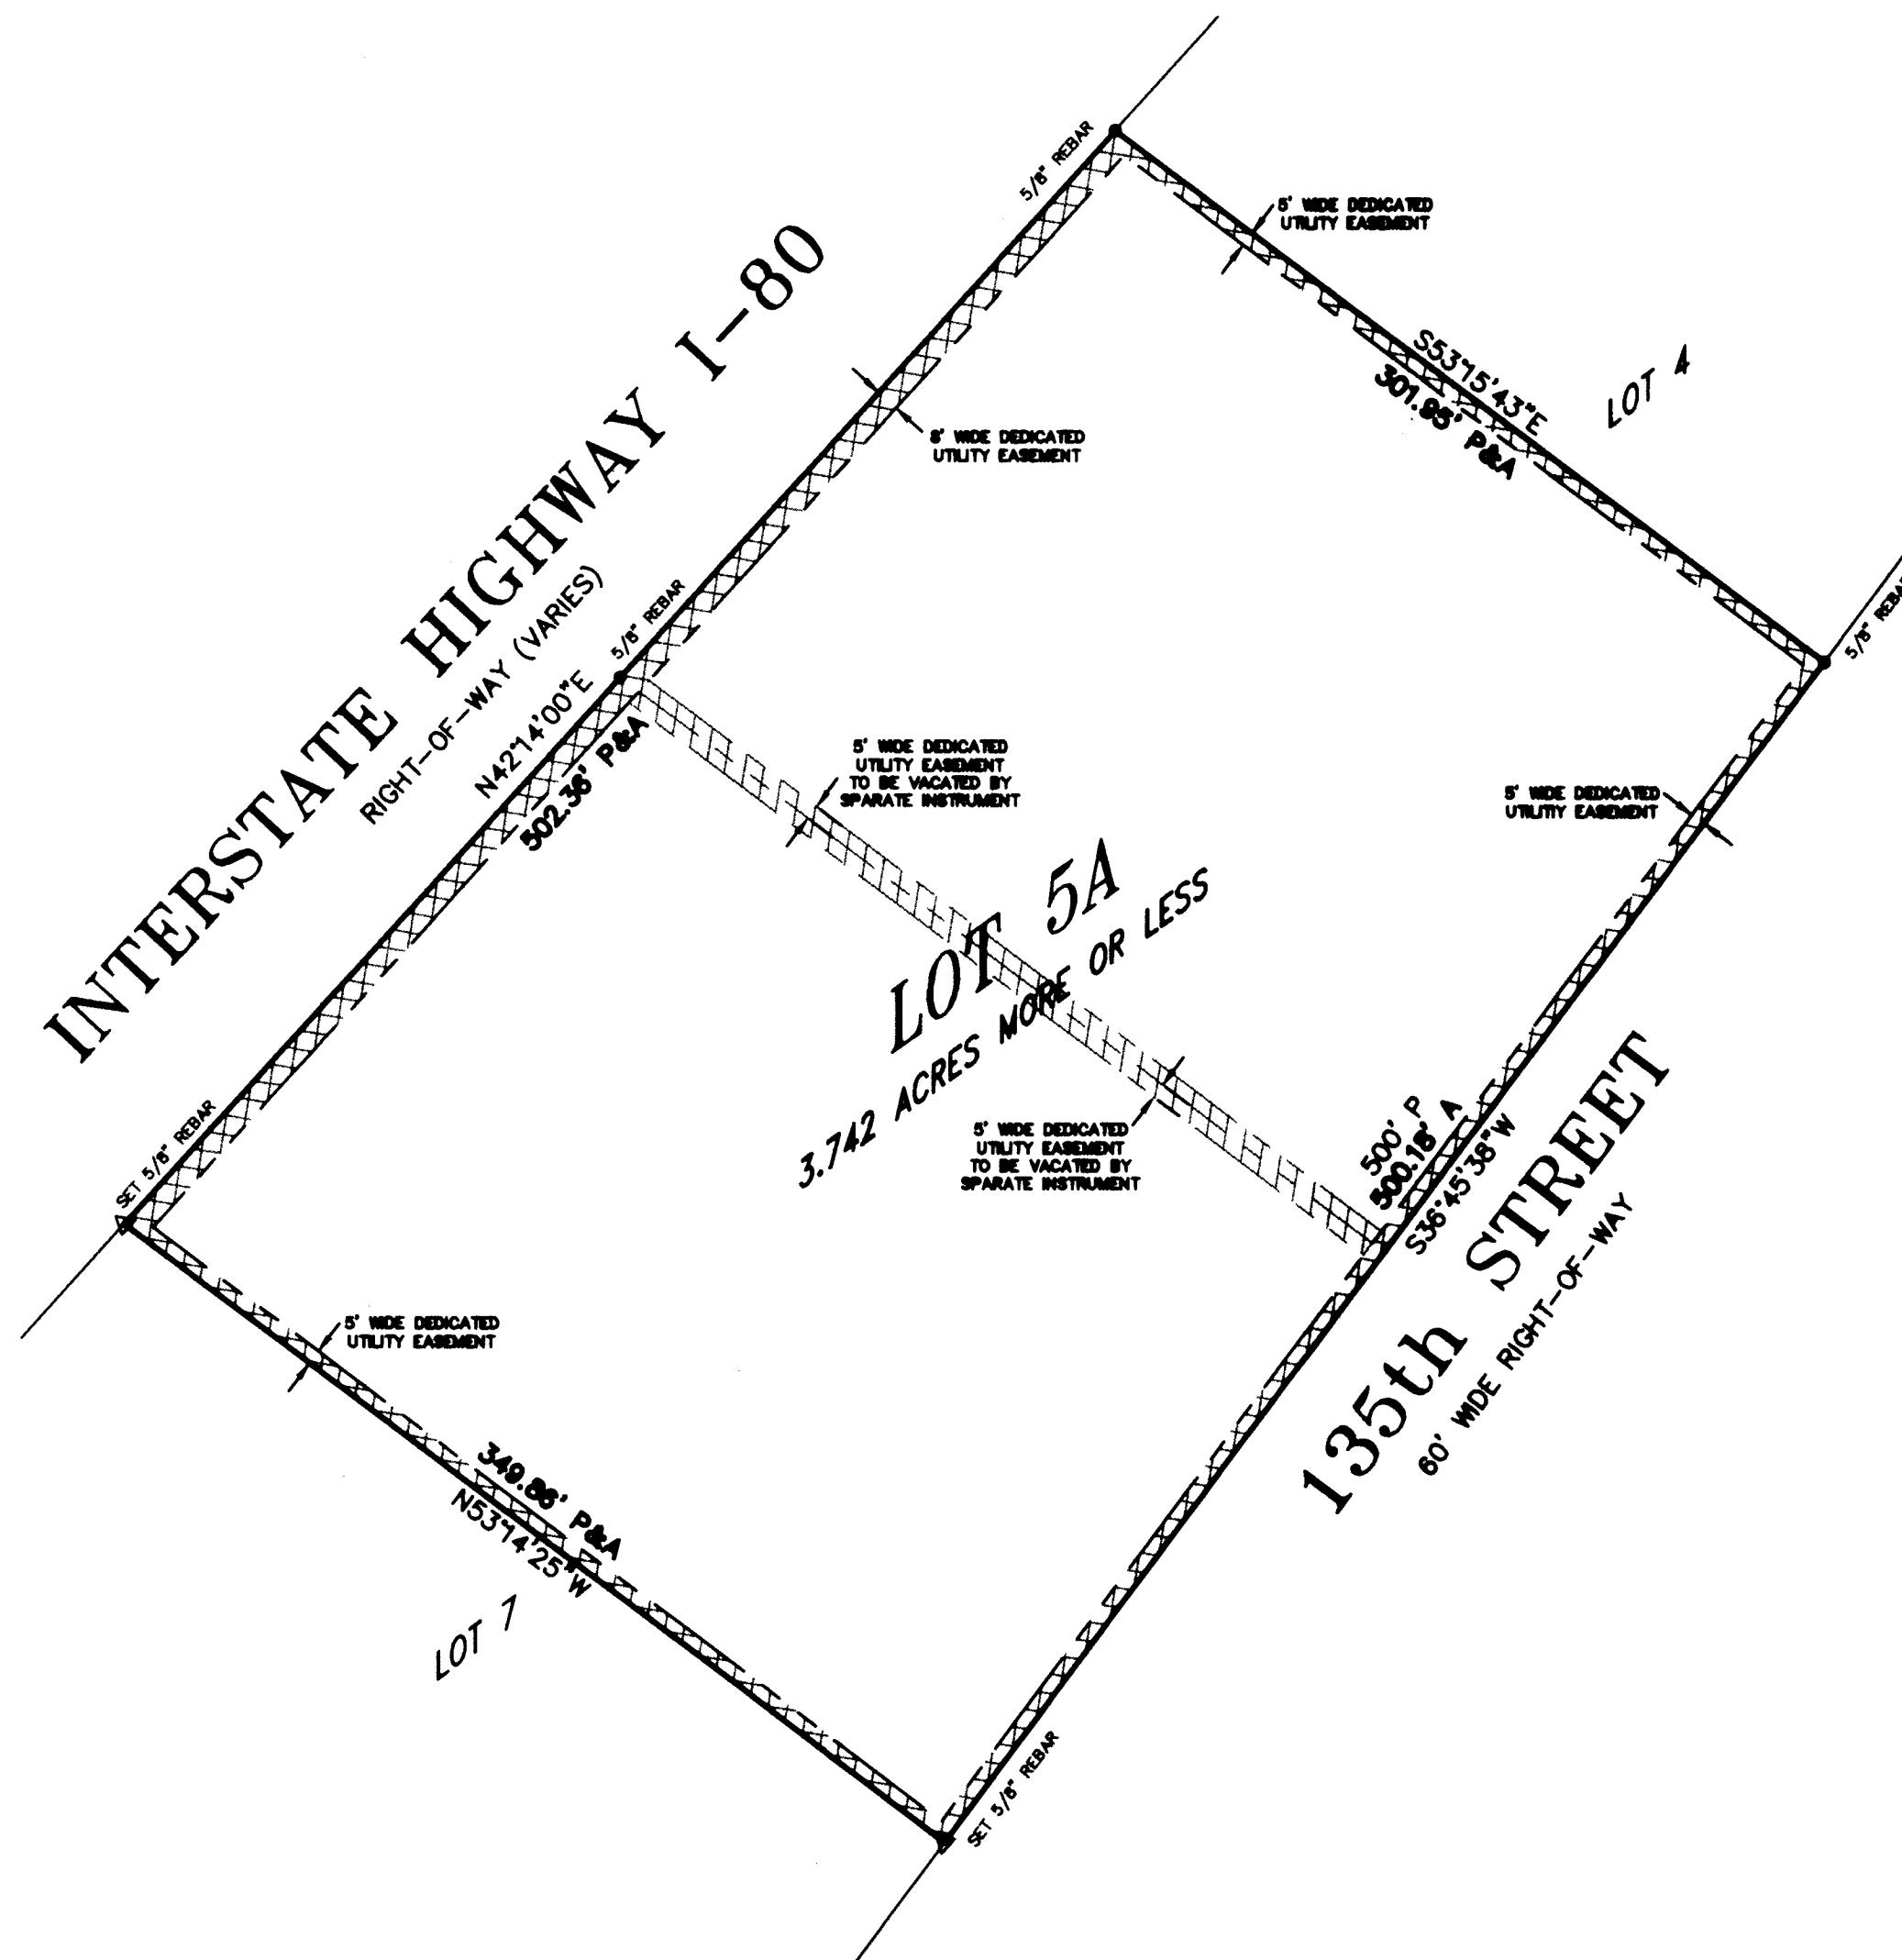 INTERSTATE HIGHWAY I-80
RIGHT-OF-WAY (VARIES)
N42°14'00"E
502.36' P&A
5/8" REBAR
5/8" REBAR
SET 5/8" REBAR
5' WIDE DEDICATED
UTILITY EASEMENT
S53°15'43"E
301.95' P&A
LOT 4
8' WIDE DEDICATED
UTILITY EASEMENT
5/8" REBAR
5' WIDE DEDICATED
UTILITY EASEMENT
TO BE VACATED BY
SPARATE INSTRUMENT
5' WIDE DEDICATED
UTILITY EASEMENT
LOT 5A
3.742 ACRES MORE OR LESS
5' WIDE DEDICATED
UTILITY EASEMENT
TO BE VACATED BY
SPARATE INSTRUMENT
500' P
500.18' A
S36°45'38"W
135th STREET
60' WIDE RIGHT-OF-WAY
5' WIDE DEDICATED
UTILITY EASEMENT
349.86' P&A
N53°14'25"W
LOT 7
SET 5/8" REBAR